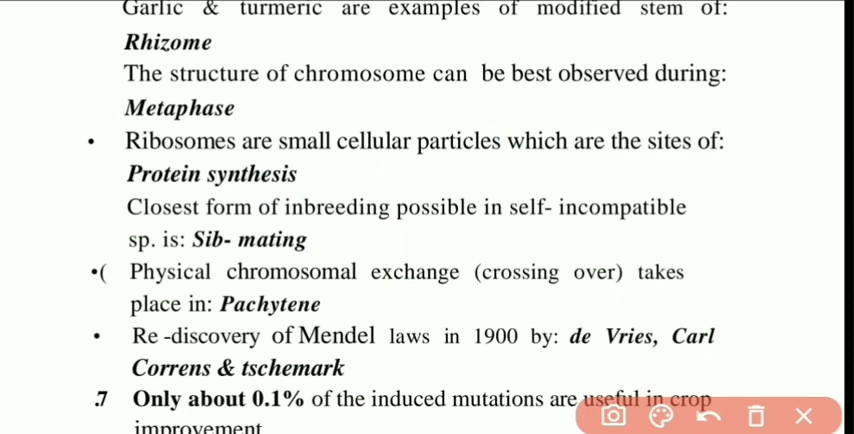 Garlic & turmeric are examples of modified stem of:
Rhizome
The structure of chromosome can be best observed during:
Metaphase
• Ribosomes are small cellular particles which are the sites of:
Protein synthesis
Closest form of inbreeding possible in self- incompatible
sp. is: Sib- mating
•( Physical chromosomal exchange (crossing over) takes
place in: Pachytene
• Re -discovery of Mendel laws in 1900 by: de Vries, Carl
Correns & tschemark
.7 Only about 0.1% of the induced mutations are useful in crop
improvement